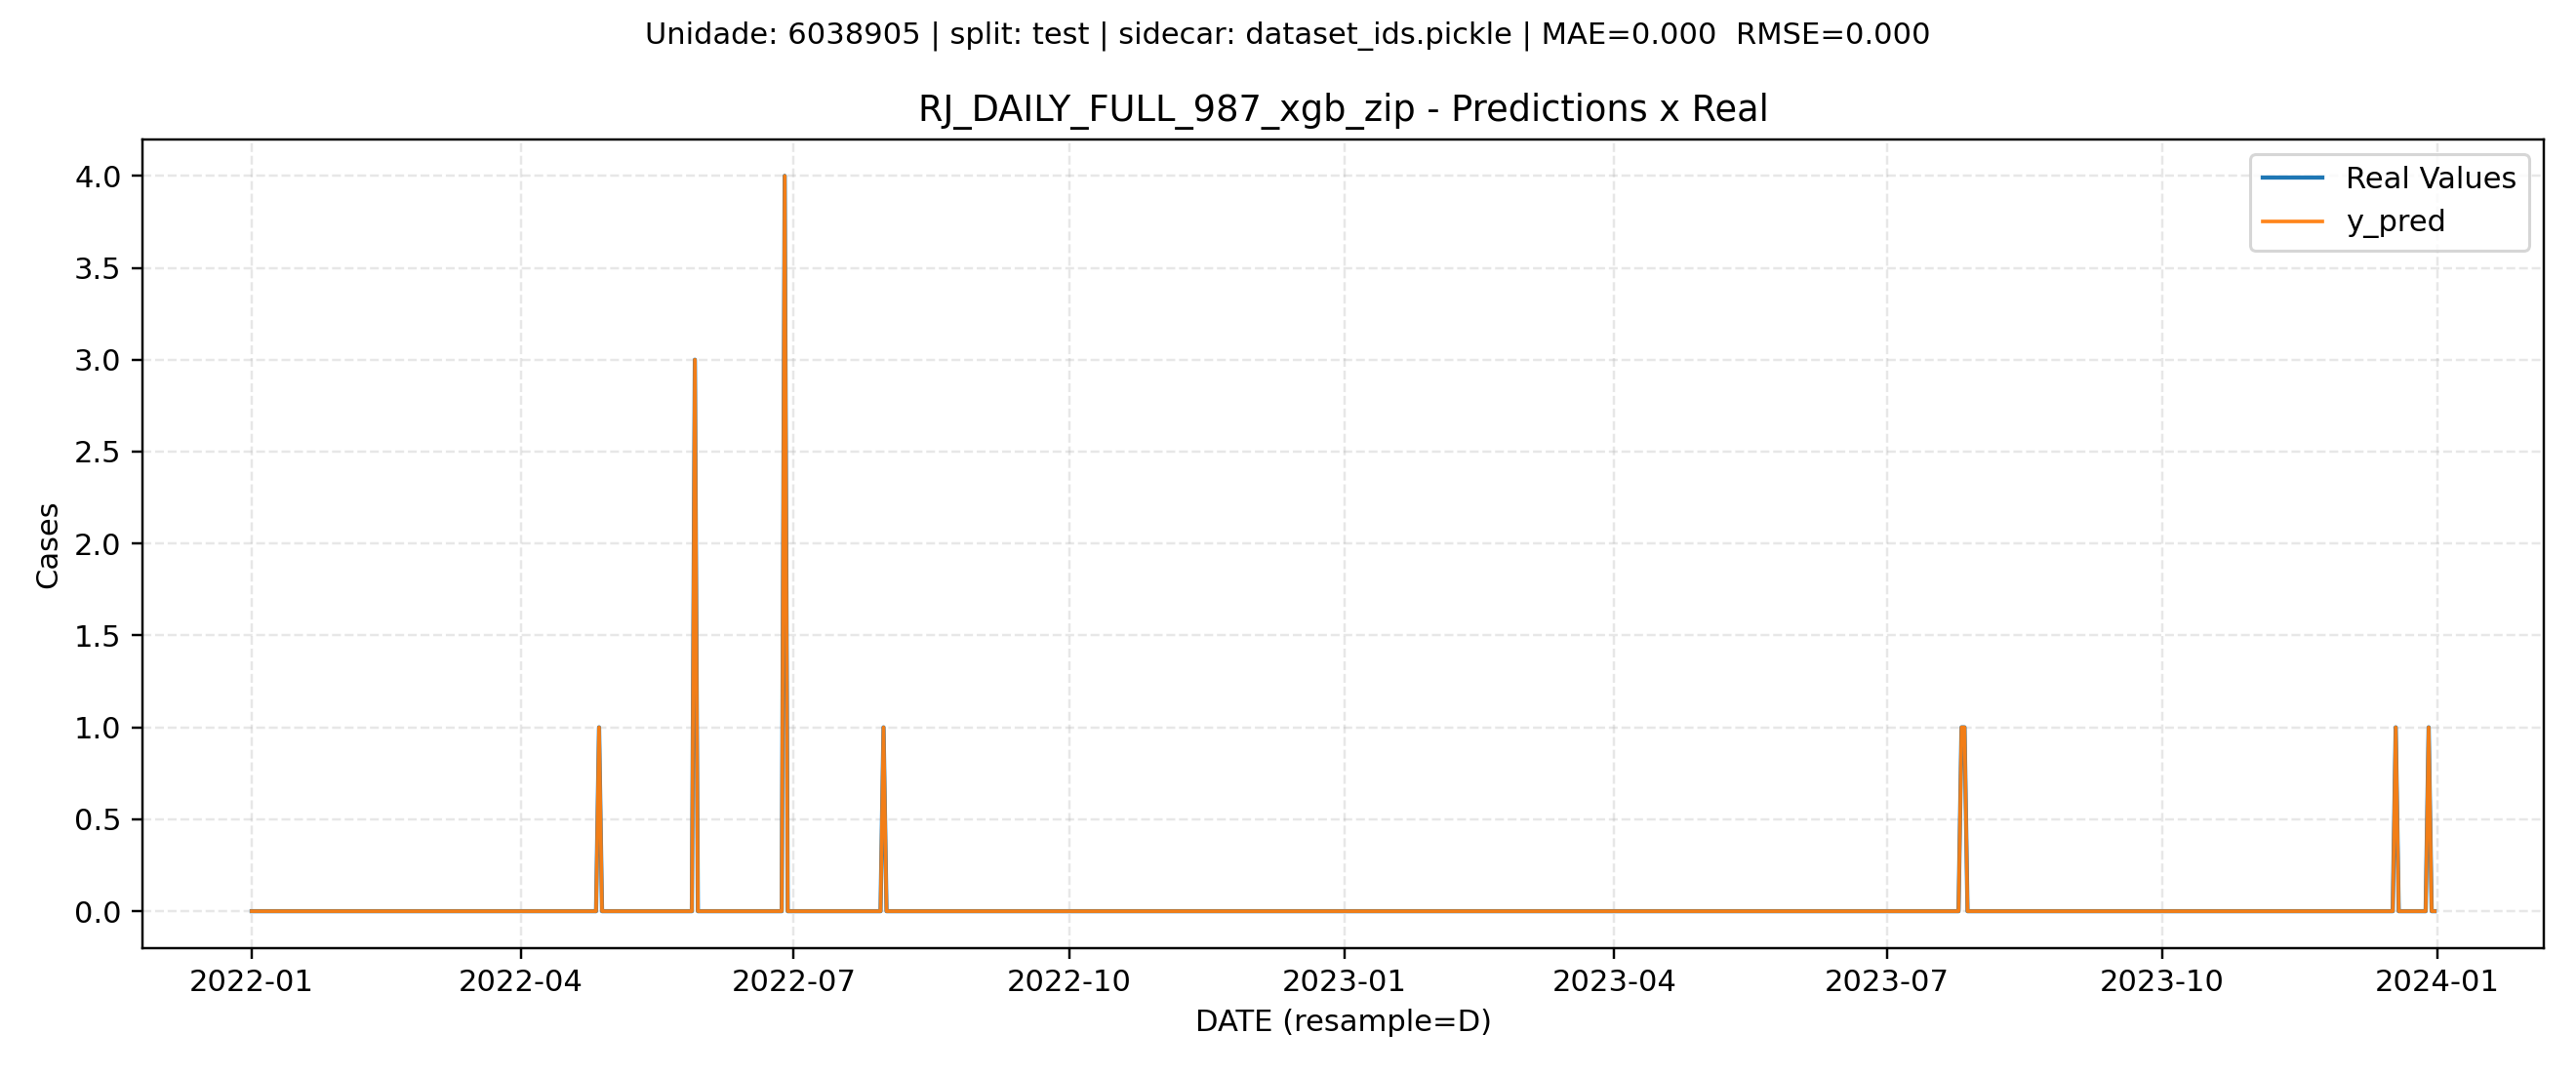 Unidade: 6038905 | split: test | sidecar: dataset_ids.pickle | MAE=0.000  RMSE=0.000
RJ_DAILY_FULL_987_xgb_zip - Predictions x Real
Real Values
y_pred
4.0
3.5
3.0
2.5
2.0
1.5
1.0
0.5
0.0
Cases
2022-01 2022-04 2022-07 2022-10 2023-01 2023-04 2023-07 2023-10 2024-01
DATE (resample=D)